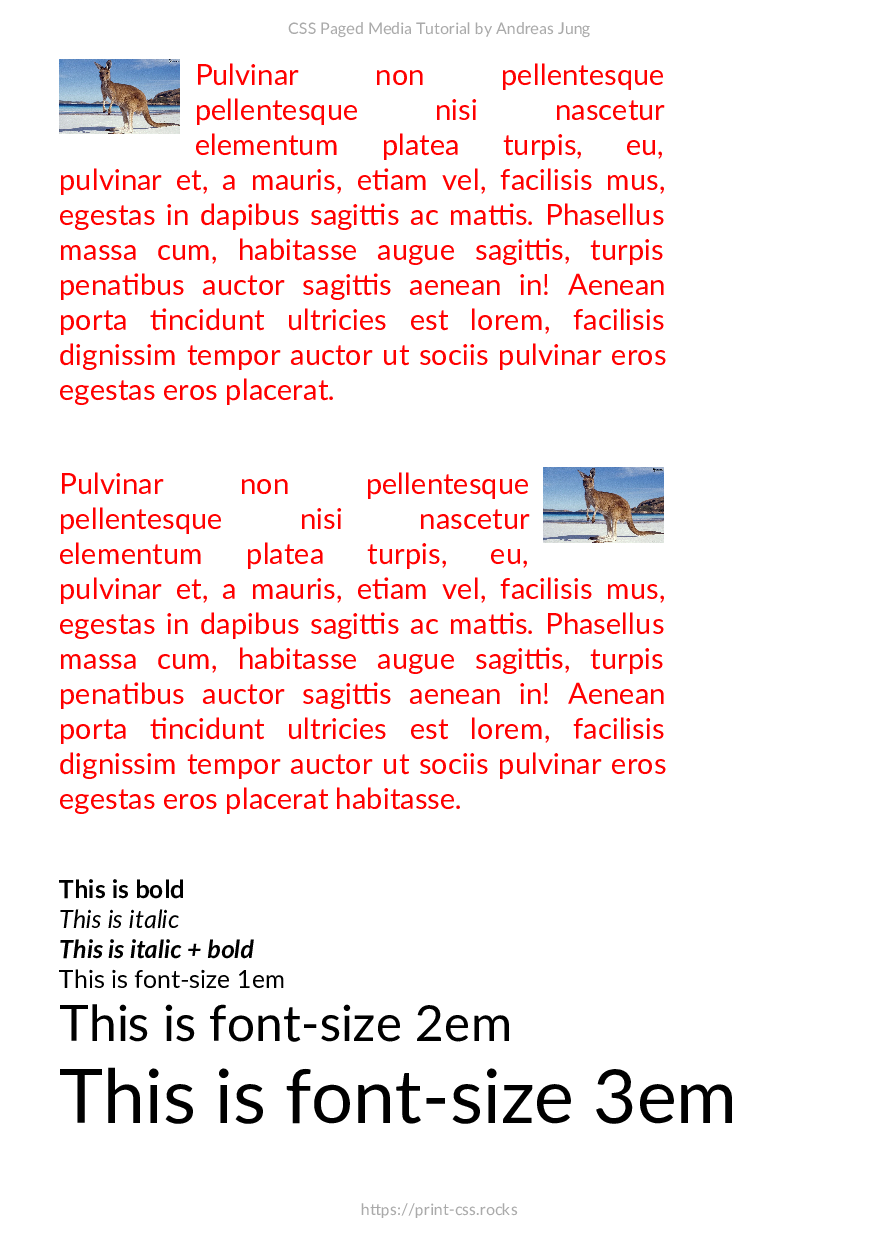 CSS Paged Media Tutorial by Andreas Jung
Pulvinar non pellentesque
pellentesque nisi nascetur
elementum platea turpis, eu,
pulvinar et, a mauris, etiam vel, facilisis mus,
egestas in dapibus sagittis ac mattis. Phasellus
massa cum, habitasse augue sagittis, turpis
penatibus auctor sagittis aenean in! Aenean
porta tincidunt ultricies est lorem, facilisis
dignissim tempor auctor ut sociis pulvinar eros
egestas eros placerat.
Pulvinar non pellentesque
pellentesque nisi nascetur
elementum platea turpis, eu,
pulvinar et, a mauris, etiam vel, facilisis mus,
egestas in dapibus sagittis ac mattis. Phasellus
massa cum, habitasse augue sagittis, turpis
penatibus auctor sagittis aenean in! Aenean
porta tincidunt ultricies est lorem, facilisis
dignissim tempor auctor ut sociis pulvinar eros
egestas eros placerat habitasse.
This is bold
This is italic
This is italic + bold
This is font-size 1em
This is font-size 2em
This is font-size 3em
https://print-css.rocks